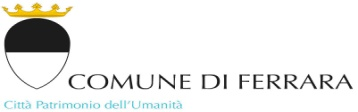 COMUNE DI FERRARA
Città Patrimonio dell'Umanità